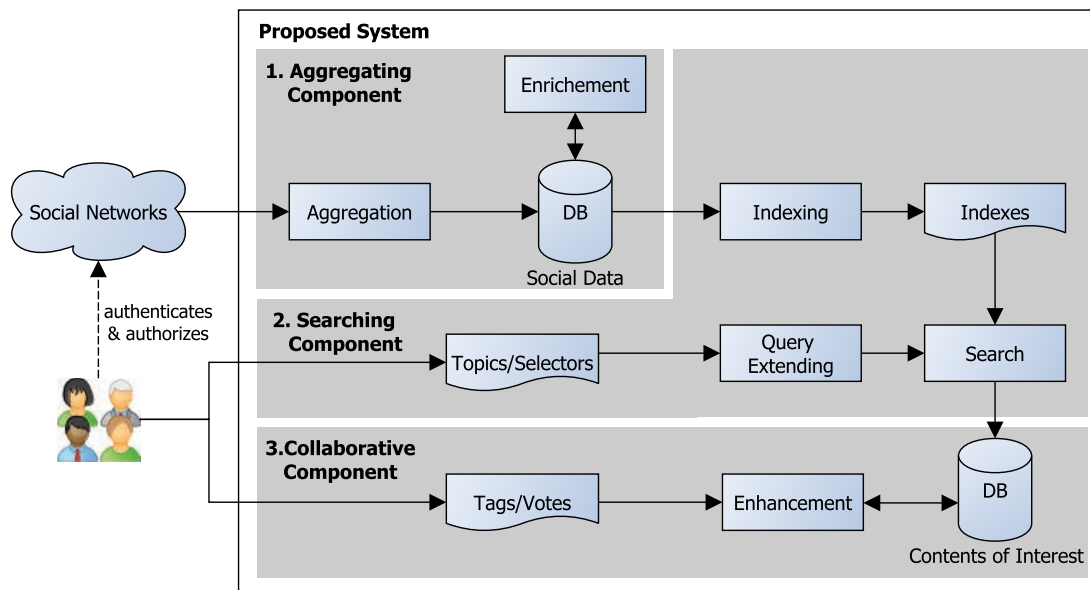 Proposed System
1. Aggregating
Component
Enrichement
Social Networks
Aggregation
DB
Social Data
Indexing
Indexes
authenticates
& authorizes
2. Searching
Component
Topics/Selectors
Query
Extending
Search
3.Collaborative
Component
Tags/Votes
Enhancement
DB
Contents of Interest